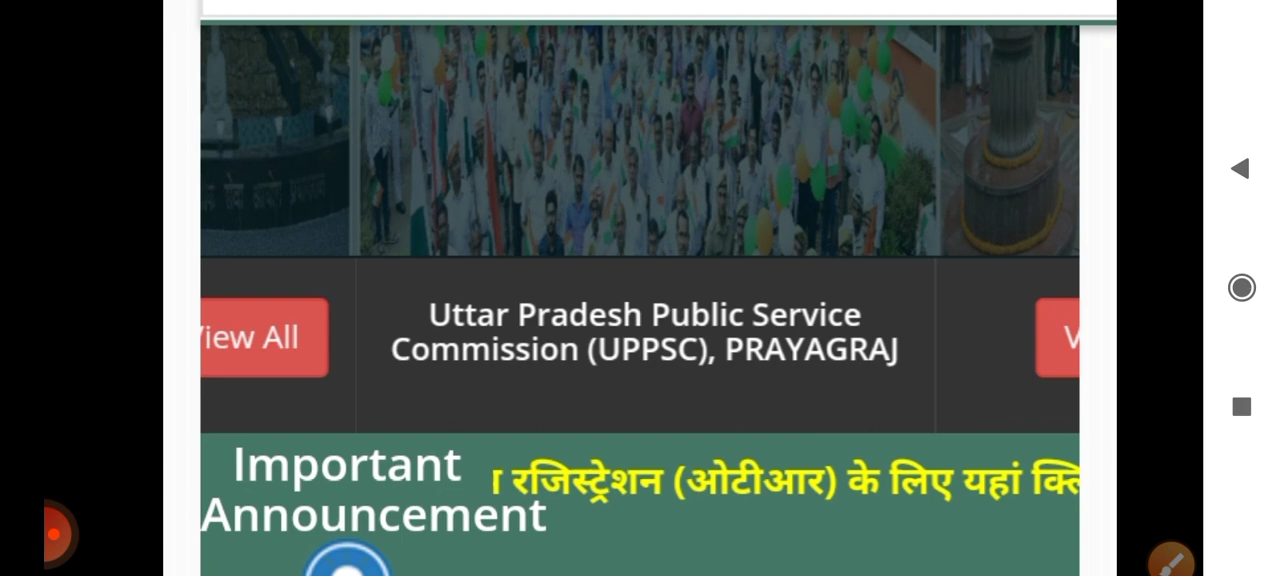 Uttar Pradesh Public Service
Commission (UPPSC), PRAYAGRAJ
View All
Important
Announcement
रजिस्ट्रेशन (ओटीआर) के लिए यहां